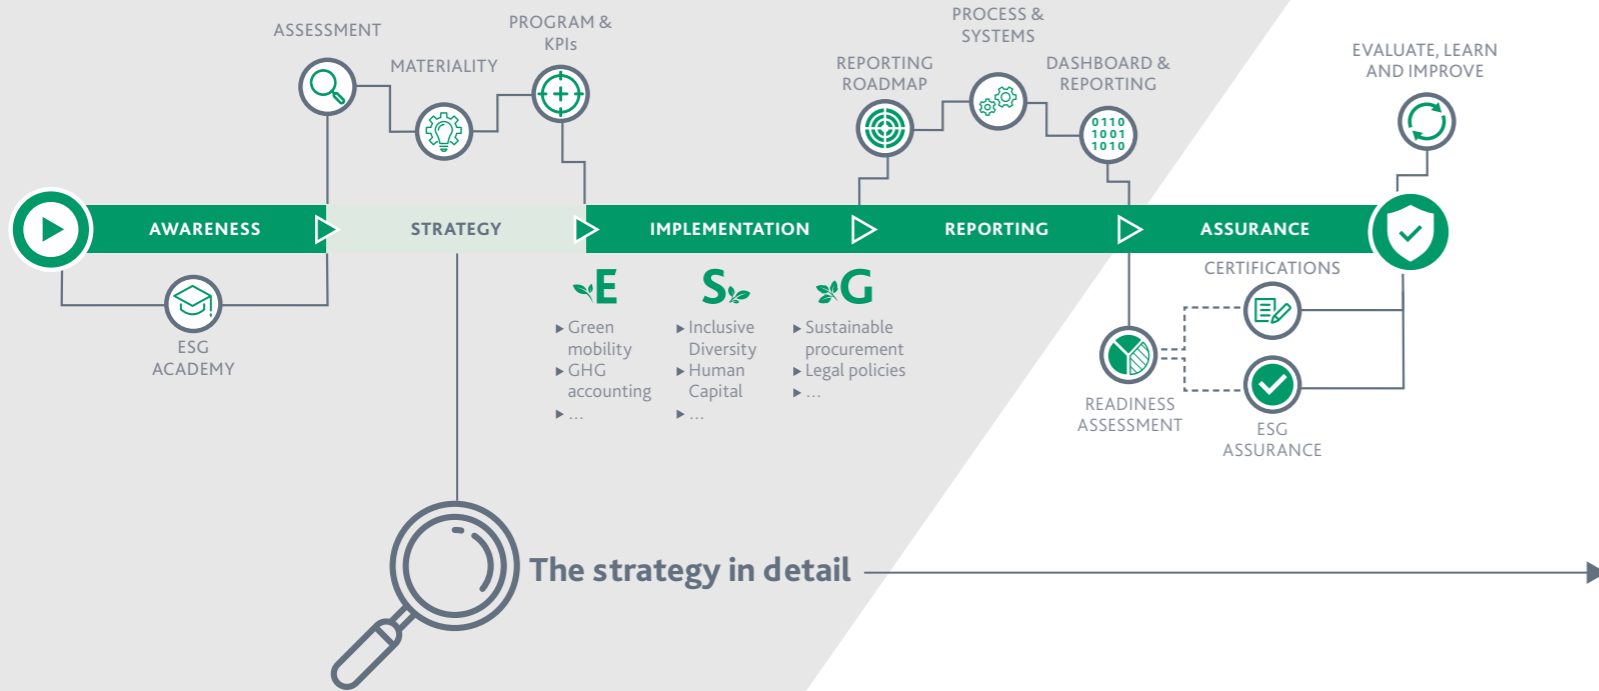 ASSESSMENT
MATERIALITY
PROGRAM &
KPIs
REPORTING
ROADMAP
PROCESS &
SYSTEMS
DASHBOARD &
REPORTING
0110
1001
1010
EVALUATE, LEARN
AND IMPROVE
AWARENESS
STRATEGY
IMPLEMENTATION
REPORTING
ASSURANCE
ESG
ACADEMY
E
Green
mobility
GHG
accounting
...
S
Inclusive
Diversity
Human
Capital
...
G
Sustainable
procurement
Legal policies
...
READINESS
ASSESSMENT
CERTIFICATIONS
ESG
ASSURANCE
The strategy in detail